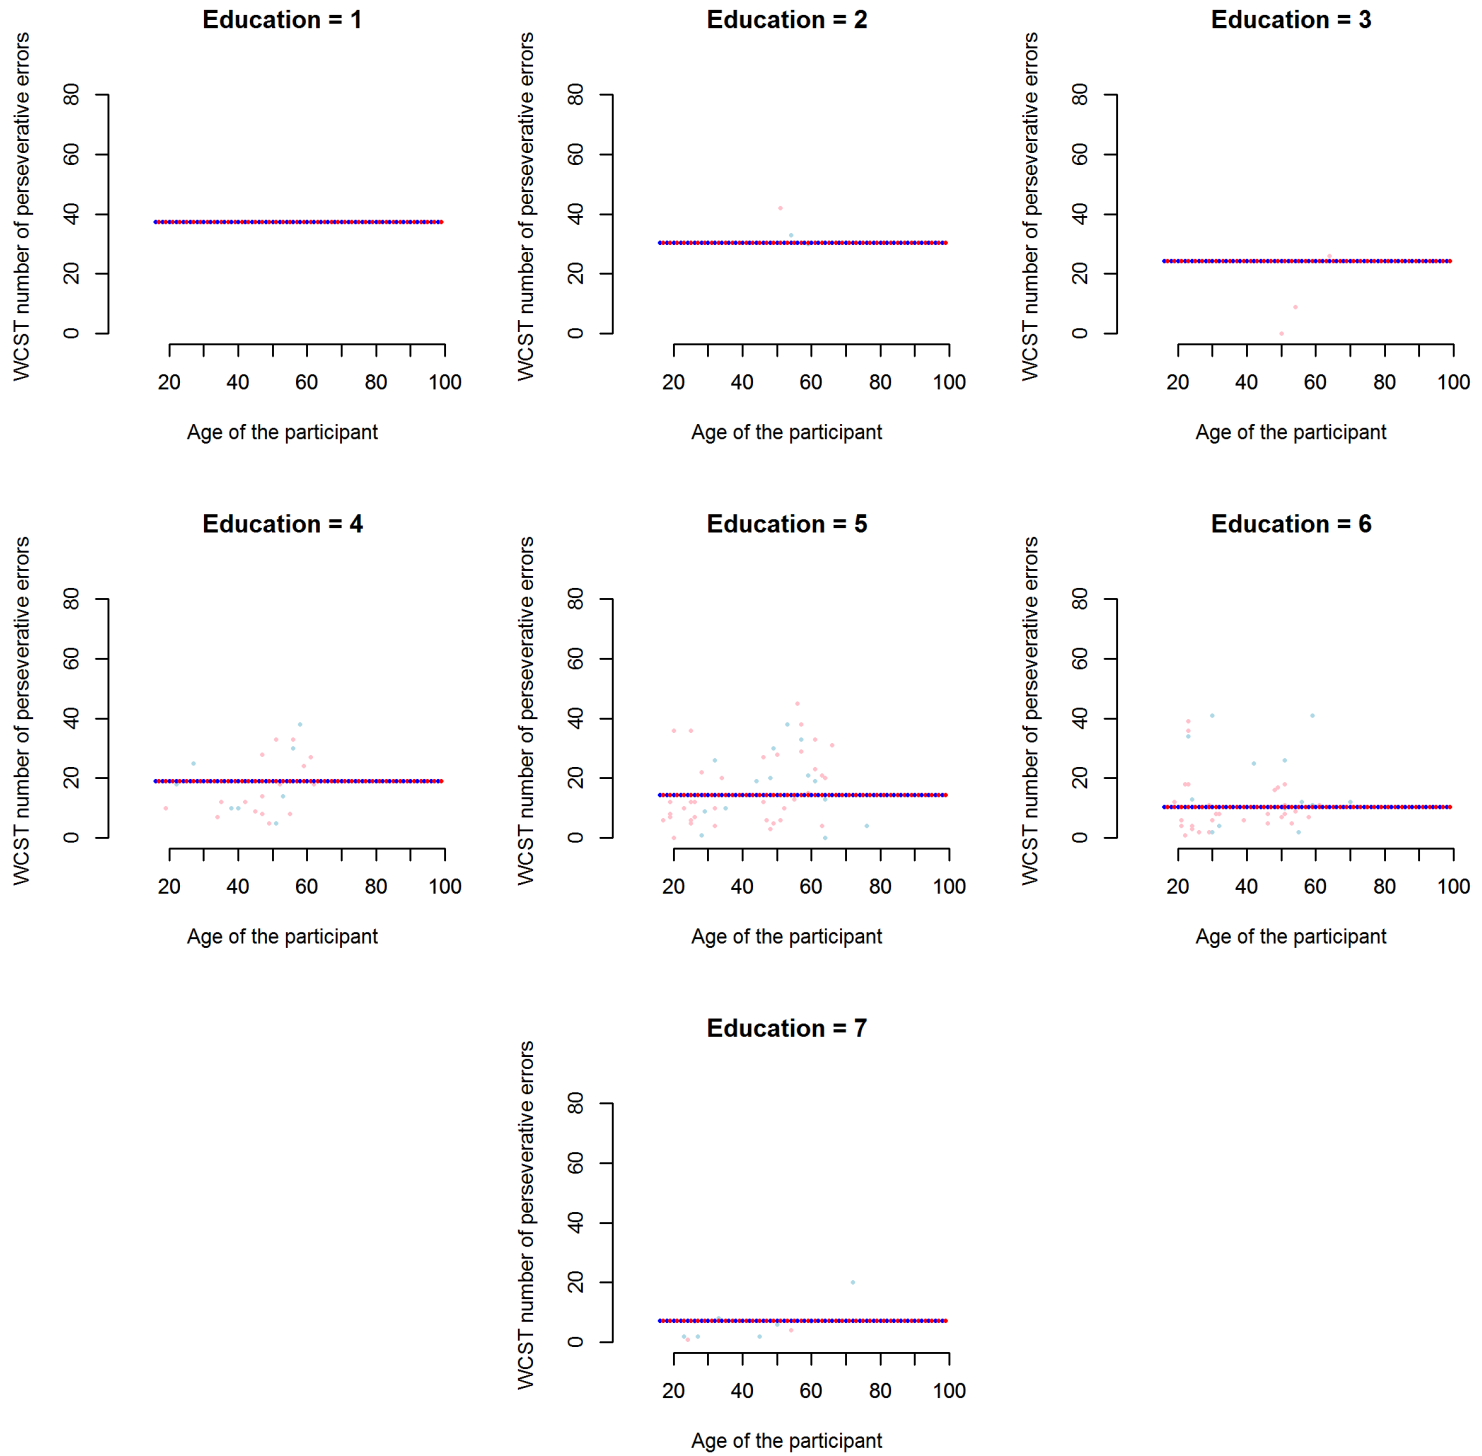 Education = 1
WCST number of perseverative errors
80
60
40
20
0
20 40 60 80 100
Age of the participant
Education = 2
WCST number of perseverative errors
80
60
40
20
0
20 40 60 80 100
Age of the participant
Education = 3
WCST number of perseverative errors
80
60
40
20
0
20 40 60 80 100
Age of the participant
Education = 4
WCST number of perseverative errors
80
60
40
20
0
20 40 60 80 100
Age of the participant
Education = 5
WCST number of perseverative errors
80
60
40
20
0
20 40 60 80 100
Age of the participant
Education = 6
WCST number of perseverative errors
80
60
40
20
0
20 40 60 80 100
Age of the participant
Education = 7
WCST number of perseverative errors
80
60
40
20
0
20 40 60 80 100
Age of the participant